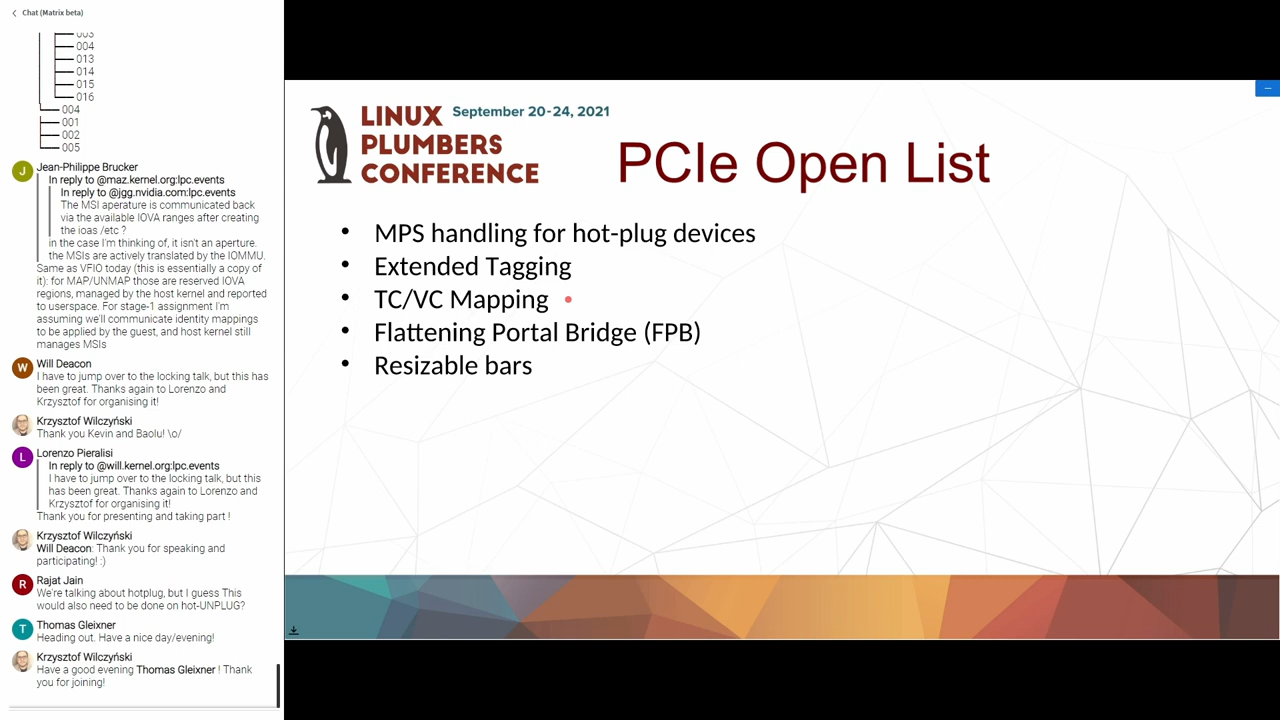 Chat (Matrix beta)
003
004
013
014
015
016
004
001
002
005
J
Jean-Philippe Brucker
In reply to @maz.kernel.org:lpc.events
In reply to @jgg.nvidia.com:lpc.events
The MSI aperature is communicated back
via the available IOVA ranges after creating
the ioas /etc ?
in the case I'm thinking of, it isn't an aperture.
the MSIs are actively translated by the IOMMU.
Same as VFIO today (this is essentially a copy of
it): for MAP/UNMAP those are reserved IOVA
regions, managed by the host kernel and reported
to userspace. For stage-1 assignment I'm
assuming we'll communicate identity mappings
to be applied by the guest, and host kernel still
manages MSIs
W
Will Deacon
I have to jump over to the locking talk, but this has
been great. Thanks again to Lorenzo and
Krzysztof for organising it!
Krzysztof Wilczyński
Thank you Kevin and Baolu! \o/
L
Lorenzo Pieralisi
In reply to @will.kernel.org:lpc.events
I have to jump over to the locking talk, but this
has been great. Thanks again to Lorenzo and
Krzysztof for organising it!
Thank you for presenting and taking part !
Krzysztof Wilczyński
Will Deacon: Thank you for speaking and
participating! :)
R
Rajat Jain
We're talking about hotplug, but I guess This
would also need to be done on hot-UNPLUG?
T
Thomas Gleixner
Heading out. Have a nice day/evening!
Krzysztof Wilczyński
Have a good evening Thomas Gleixner ! Thank
you for joining!
LINUX
PLUMBERS
CONFERENCE
September 20-24, 2021
PCIe Open List
• MPS handling for hot-plug devices
• Extended Tagging
• TC/VC Mapping
• Flattening Portal Bridge (FPB)
• Resizable bars